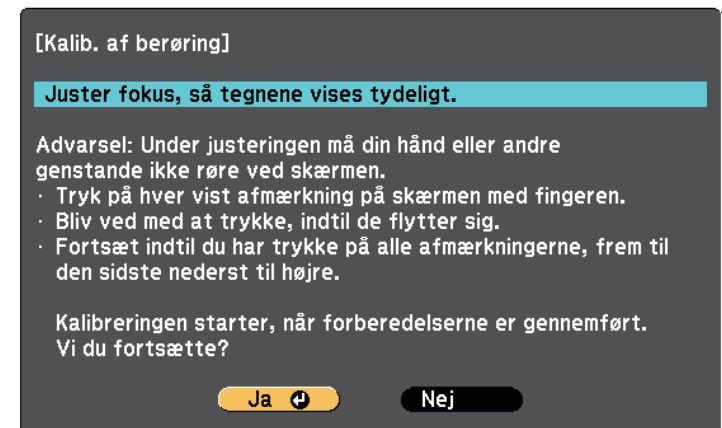 [Kalib. af berøring]
Juster fokus, så tegnene vises tydeligt.
Advarsel: Under justeringen må din hånd eller andre
genstande ikke røre ved skærmen.
· Tryk på hver vist afmærkning på skærmen med fingeren.
· Bliv ved med at trykke, indtil de flytter sig.
· Fortsæt indtil du har trykke på alle afmærkningerne, frem til
den sidste nederst til højre.
Kalibreringen starter, når forberedelserne er gennemført.
Vi du fortsætte?
Ja Nej